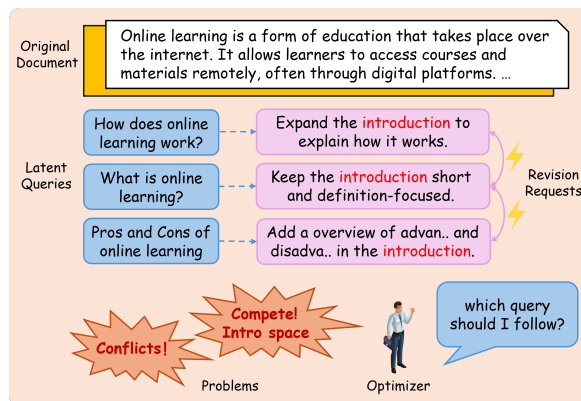 Original
Document
Online learning is a form of education that takes place over
the internet. It allows learners to access courses and
materials remotely, often through digital platforms. ...
Latent
Queries
How does online
learning work?
Expand the introduction to
explain how it works.
What is online
learning?
Keep the introduction short
and definition-focused.
Pros and Cons of
online learning
Add a overview of advan.. and
disadva.. in the introduction.
Revision
Requests
Conflicts!
Compete!
Intro space
which query
should I follow?
Problems
Optimizer